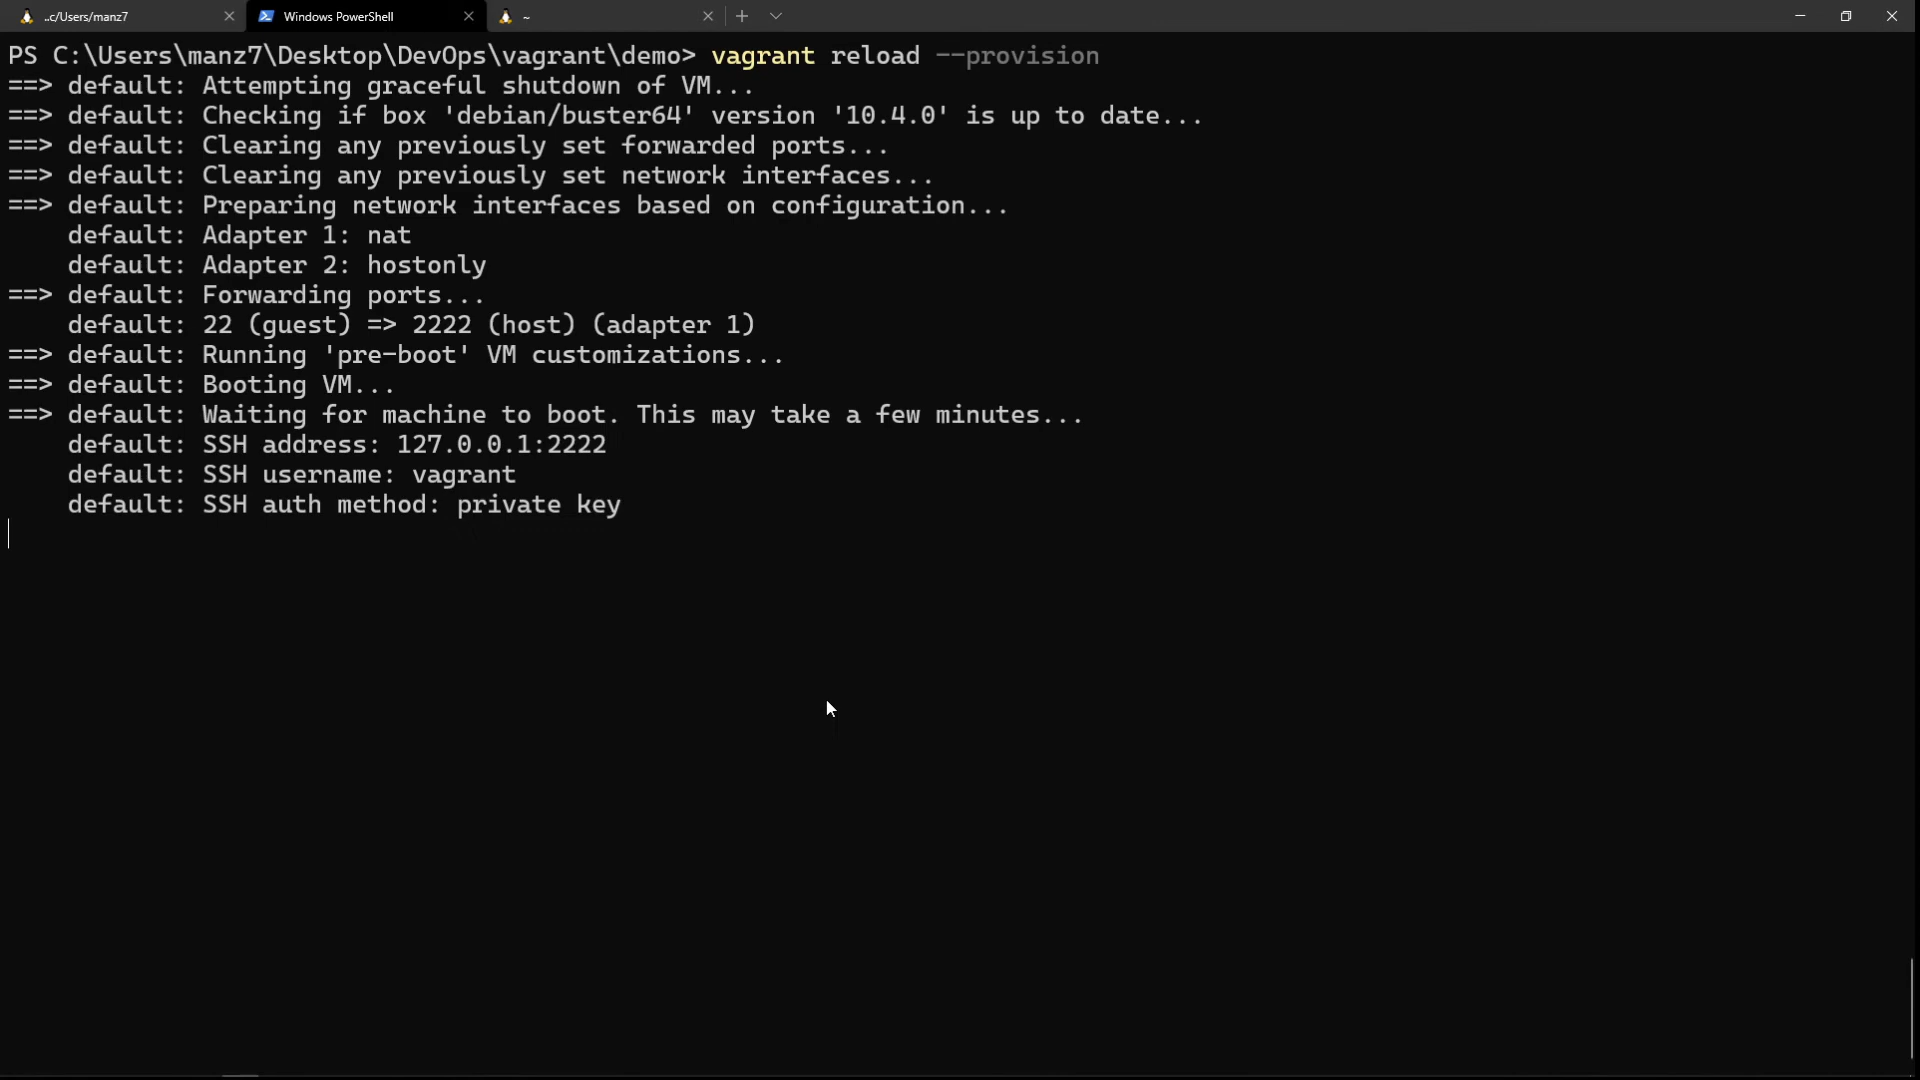 ..c/Users/manz7
Windows PowerShell
~
PS C:\Users\manz7\Desktop\DevOps\vagrant\demo> vagrant reload --provision
==> default: Attempting graceful shutdown of VM...
==> default: Checking if box 'debian/buster64' version '10.4.0' is up to date...
==> default: Clearing any previously set forwarded ports...
==> default: Clearing any previously set network interfaces...
==> default: Preparing network interfaces based on configuration...
    default: Adapter 1: nat
    default: Adapter 2: hostonly
==> default: Forwarding ports...
    default: 22 (guest) => 2222 (host) (adapter 1)
==> default: Running 'pre-boot' VM customizations...
==> default: Booting VM...
==> default: Waiting for machine to boot. This may take a few minutes...
    default: SSH address: 127.0.0.1:2222
    default: SSH username: vagrant
    default: SSH auth method: private key